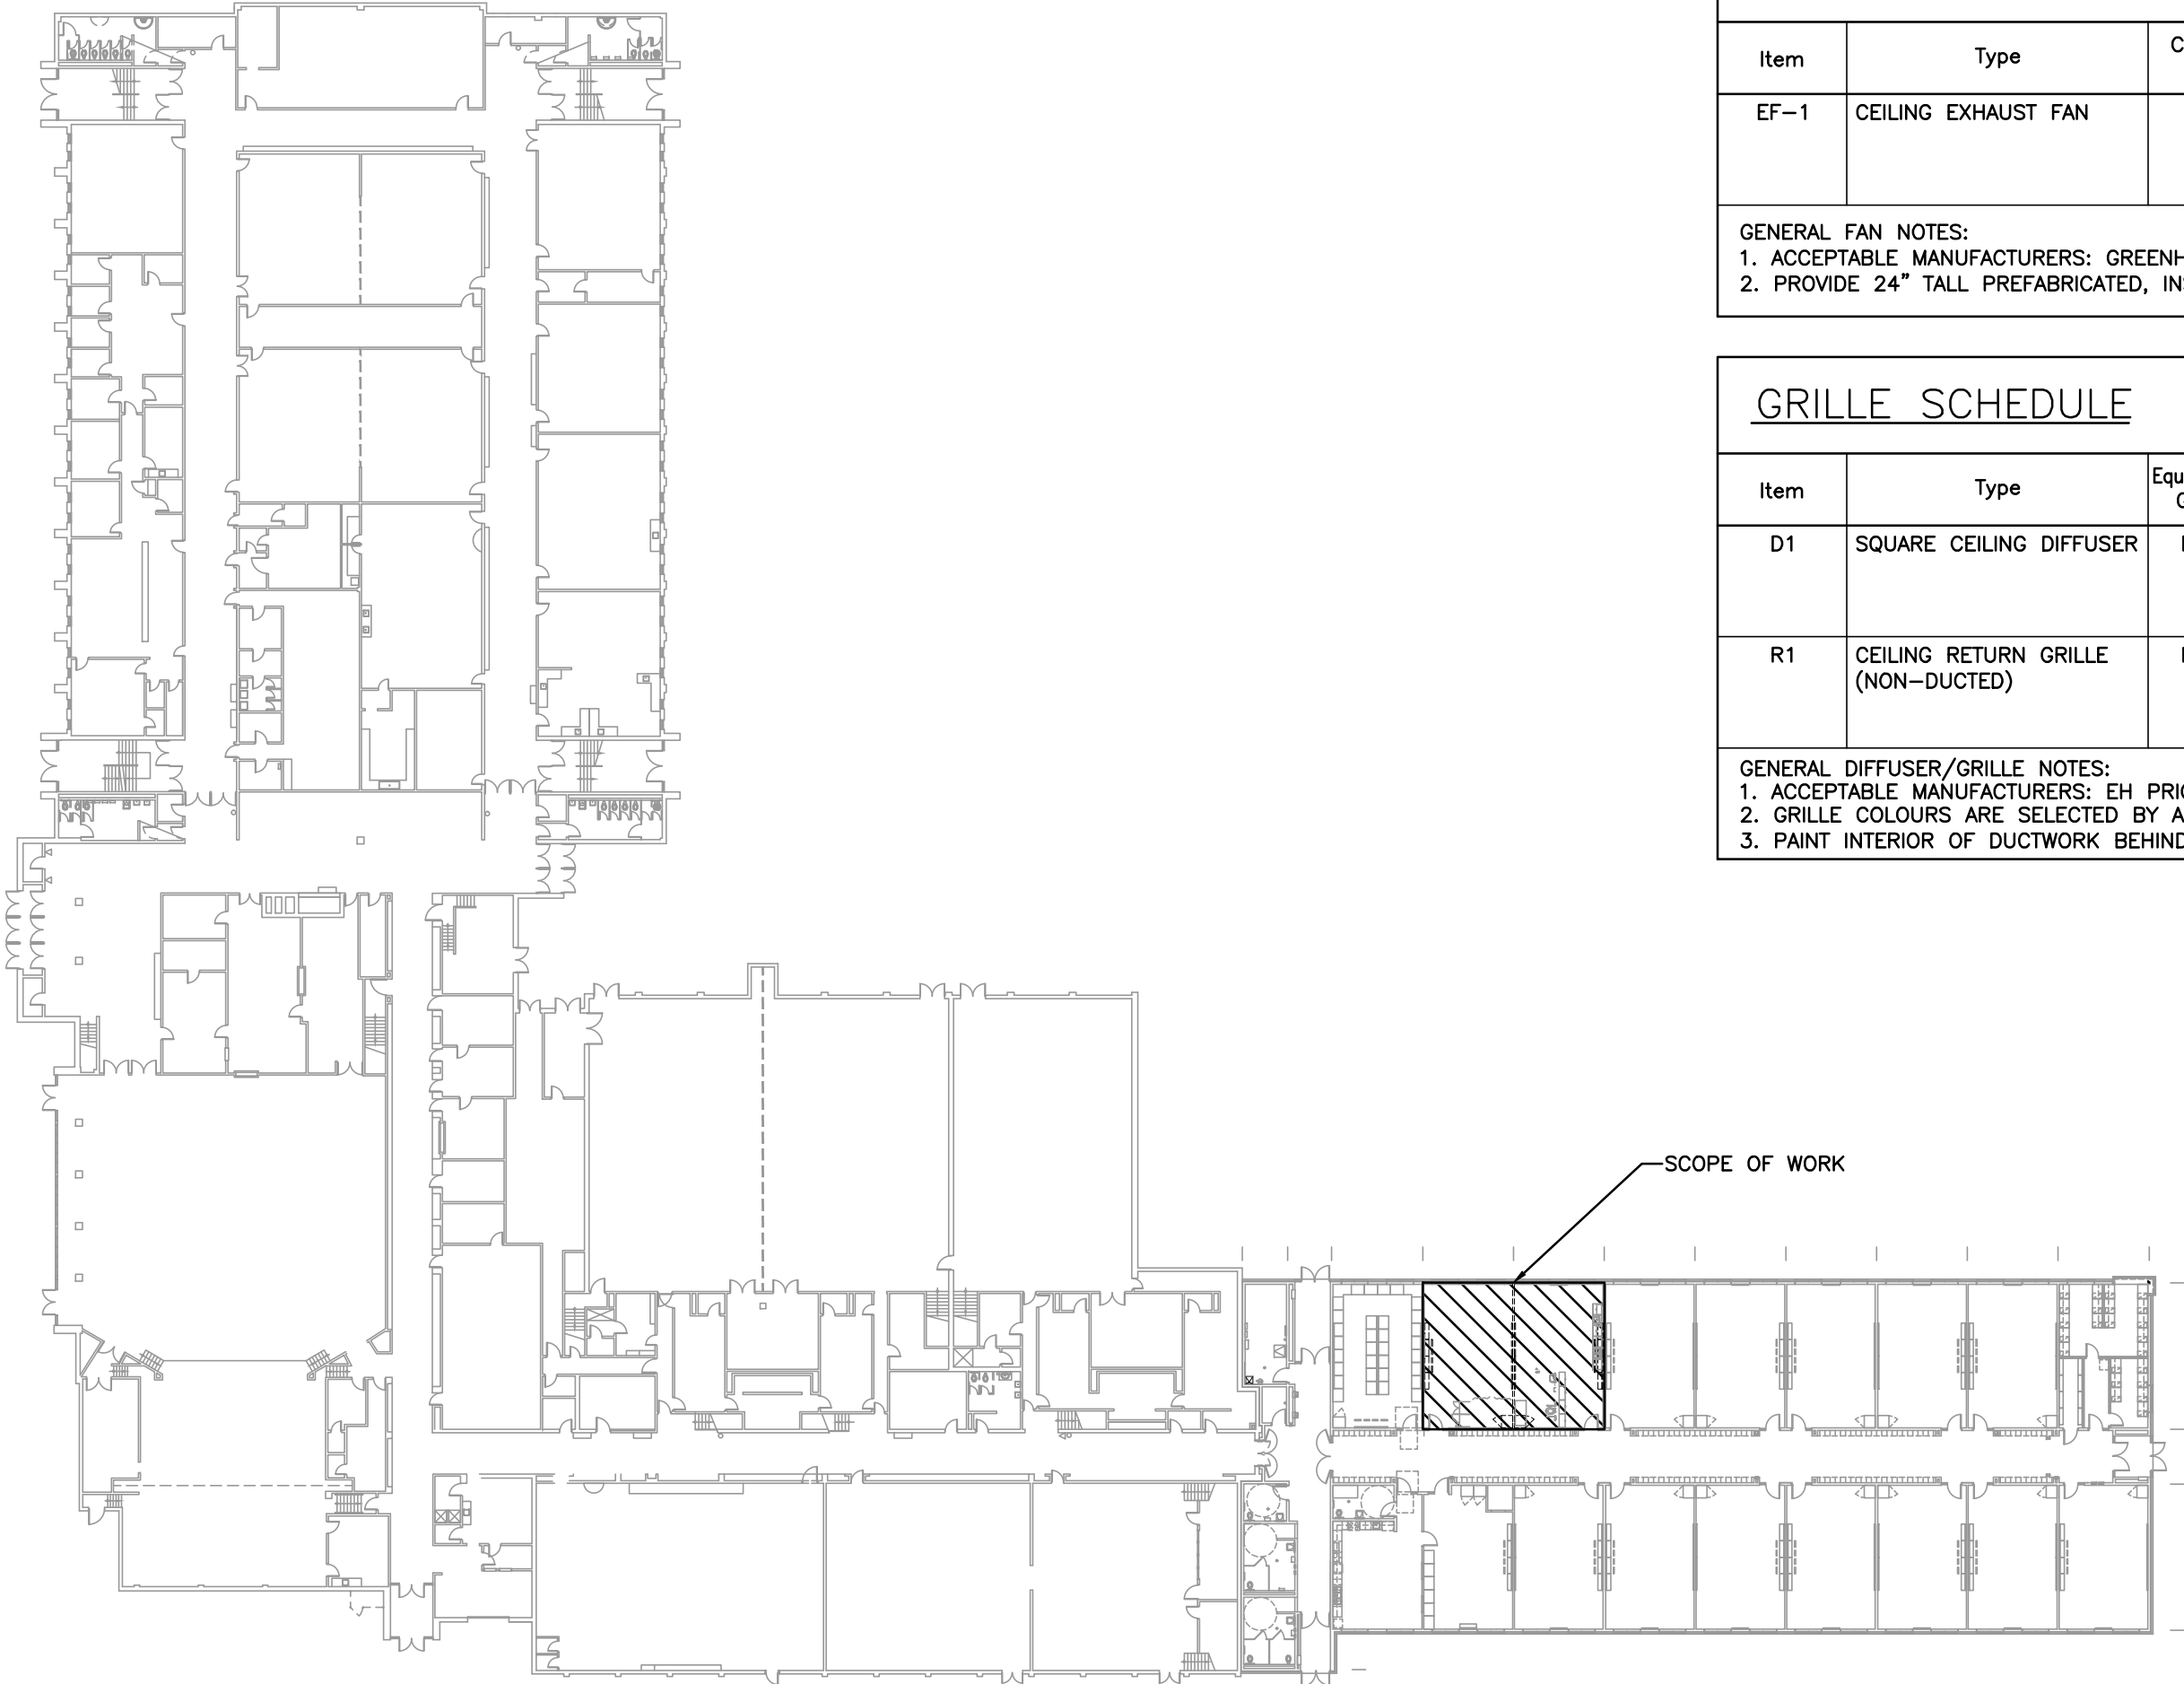 Item
Type
C
EF-1
CEILING EXHAUST FAN
GENERAL FAN NOTES:
1. ACCEPTABLE MANUFACTURERS: GREENH
2. PROVIDE 24” TALL PREFABRICATED, IN
GRILLE SCHEDULE
Item
Type
Equ
D1
SQUARE CEILING DIFFUSER
R1
CEILING RETURN GRILLE
(NON-DUCTED)
GENERAL DIFFUSER/GRILLE NOTES:
1. ACCEPTABLE MANUFACTURERS: EH PRI
2. GRILLE COLOURS ARE SELECTED BY A
3. PAINT INTERIOR OF DUCTWORK BEHIND
SCOPE OF WORK